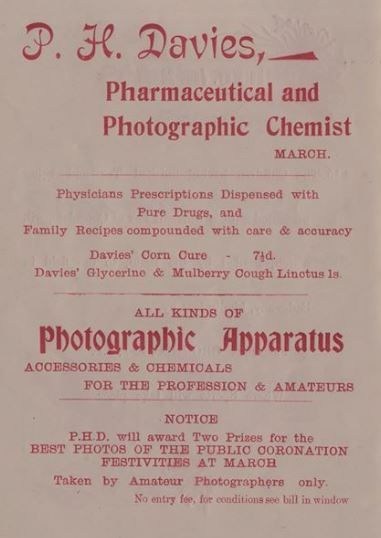 P. H. Davies,
Pharmaceutical and
Photographic Chemist
MARCH.
Physicians Prescriptions Dispensed with
Pure Drugs, and
Family Recipes compounded with care & accuracy
Davies' Corn Cure - 7½d.
Davies' Glycerine & Mulberry Cough Linctus 1s.
ALL KINDS OF
Photographic Apparatus
ACCESSORIES & CHEMICALS
FOR THE PROFESSION & AMATEURS
NOTICE
P.H.D. will award Two Prizes for the
BEST PHOTOS OF THE PUBLIC CORONATION
FESTIVITIES AT MARCH
Taken by Amateur Photographers only.
No entry fee, for conditions see bill in window